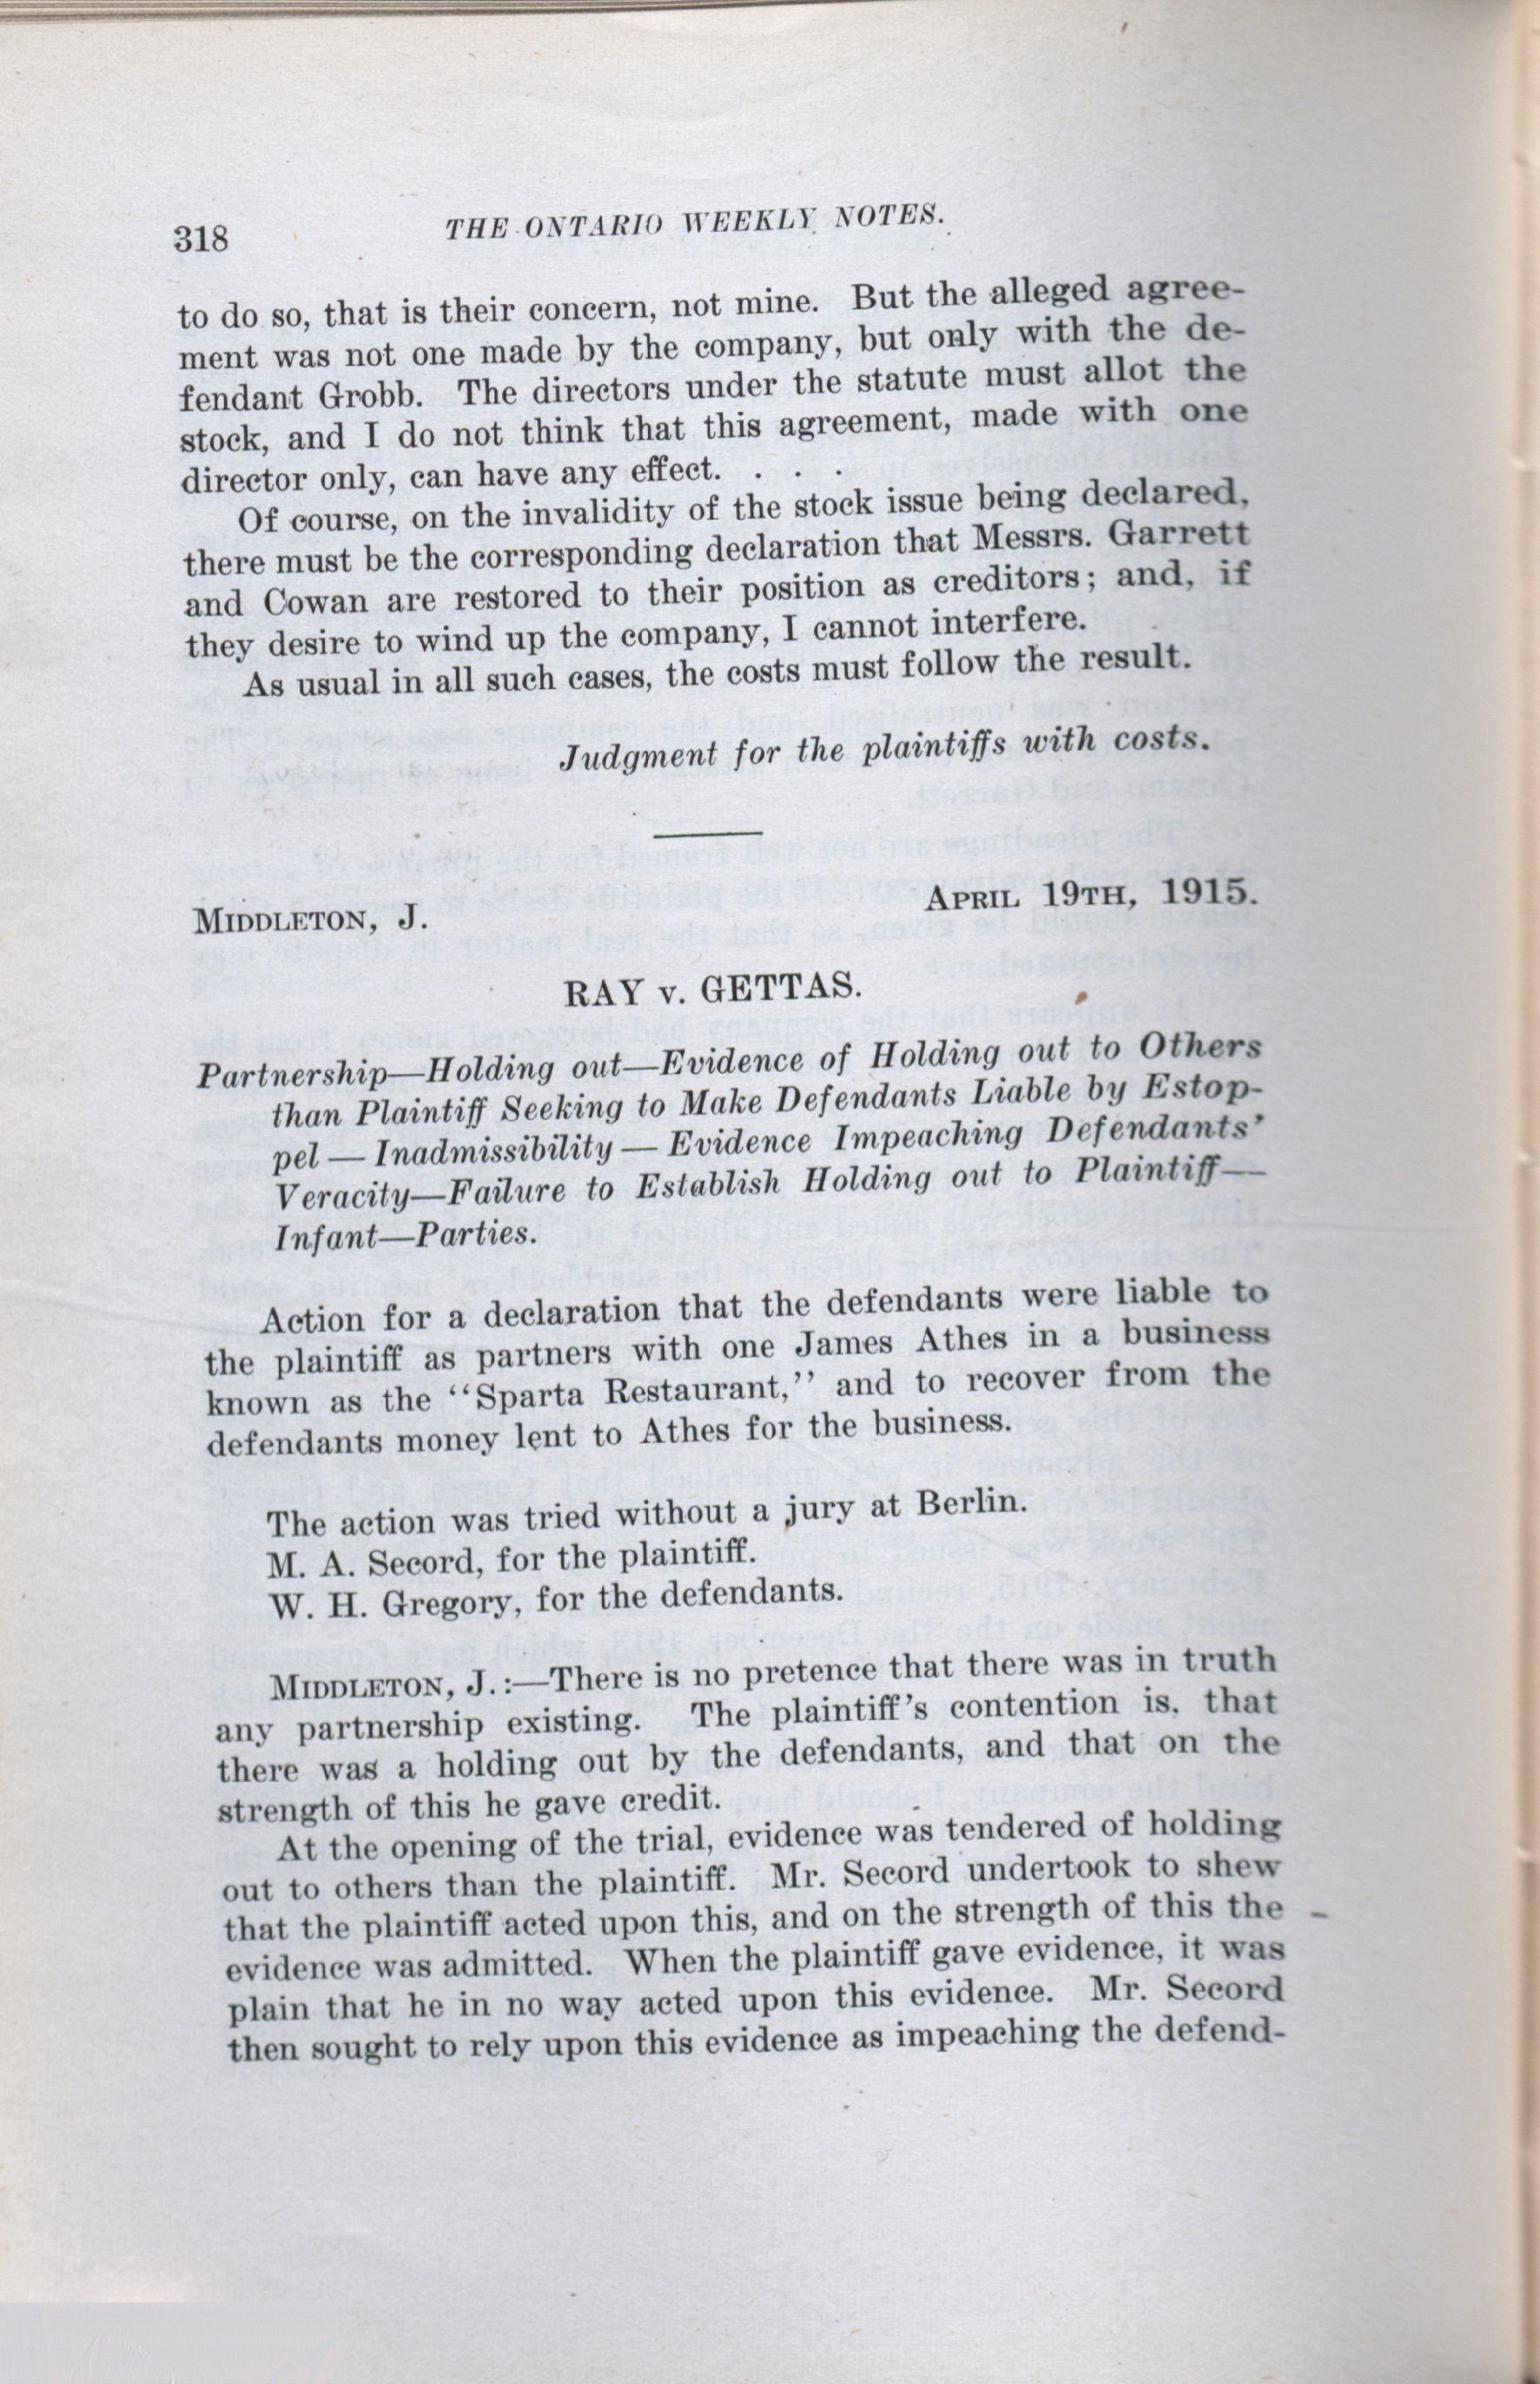 318
THE ONTARIO WEEKLY NOTES.
to do so, that is their concern, not mine. But the alleged agree-
ment was not one made by the company, but only with the de-
fendant Grobb. The directors under the statute must allot the
stock, and I do not think that this agreement, made with one
director only, can have any effect. . . .
Of course, on the invalidity of the stock issue being declared,
there must be the corresponding declaration that Messrs. Garrett
and Cowan are restored to their position as creditors; and, if
they desire to wind up the company, I cannot interfere.
As usual in all such cases, the costs must follow the result.
Judgment for the plaintiffs with costs.
MIDDLETON, J.
APRIL 19TH, 1915.
RAY v. GETTAS.
Partnership—Holding out—Evidence of Holding out to Others
than Plaintiff Seeking to Make Defendants Liable by Estop-
pel — Inadmissibility — Evidence Impeaching Defendants'
Veracity—Failure to Establish Holding out to Plaintiff—
Infant—Parties.
Action for a declaration that the defendants were liable to
the plaintiff as partners with one James Athes in a business
known as the "Sparta Restaurant," and to recover from the
defendants money lent to Athes for the business.
The action was tried without a jury at Berlin.
M. A. Secord, for the plaintiff.
W. H. Gregory, for the defendants.
MIDDLETON, J.:—There is no pretence that there was in truth
any partnership existing. The plaintiff's contention is, that
there was a holding out by the defendants, and that on the
strength of this he gave credit.
At the opening of the trial, evidence was tendered of holding
out to others than the plaintiff. Mr. Secord undertook to shew
that the plaintiff acted upon this, and on the strength of this the
evidence was admitted. When the plaintiff gave evidence, it was
plain that he in no way acted upon this evidence. Mr. Secord
then sought to rely upon this evidence as impeaching the defend-